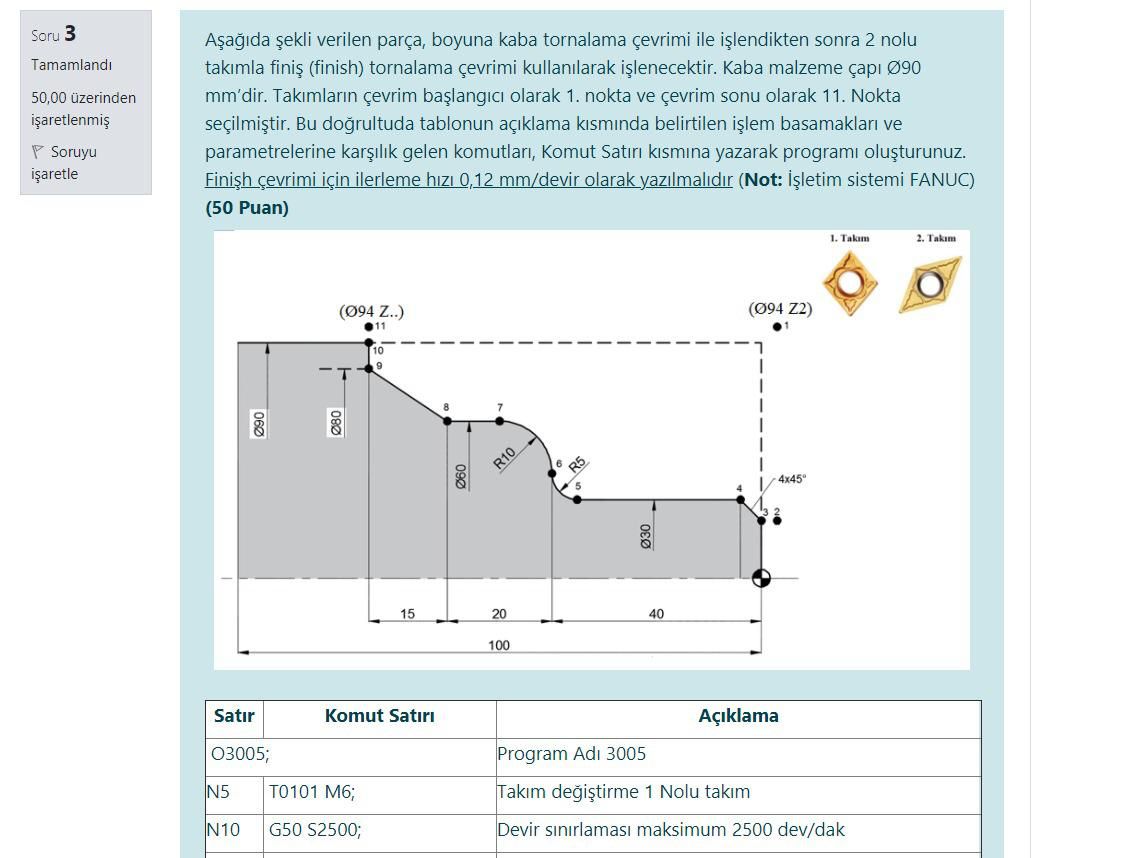 Soru 3
Tamamlandı
50,00 üzerinden
işaretlenmiş
Soruyu
işaretle
Aşağıda şekli verilen parça, boyuna kaba tornalama çevrimi ile işlendikten sonra 2 nolu
takımla finiş (finish) tornalama çevrimi kullanılarak işlenecektir. Kaba malzeme çapı Ø90
mm'dir. Takımların çevrim başlangıcı olarak 1. nokta ve çevrim sonu olarak 11. Nokta
seçilmiştir. Bu doğrultuda tablonun açıklama kısmında belirtilen işlem basamakları ve
parametrelerine karşılık gelen komutları, Komut Satırı kısmına yazarak programı oluşturunuz.
Finişh çevrimi için ilerleme hızı 0,12 mm/devir olarak yazılmalıdır (Not: İşletim sistemi FANUC)
(50 Puan)
1. Takım 2. Takım
(Ø94 Z..) (Ø94 Z2)
11 1
10
9
Ø90
Ø80
8 7
R10
Ø60
6 R5
5
4
4x45°
3 2
Ø30
15 20 40
100
Satır Komut Satırı Açıklama
O3005; Program Adı 3005
N5 T0101 M6; Takım değiştirme 1 Nolu takım
N10 G50 S2500; Devir sınırlaması maksimum 2500 dev/dak